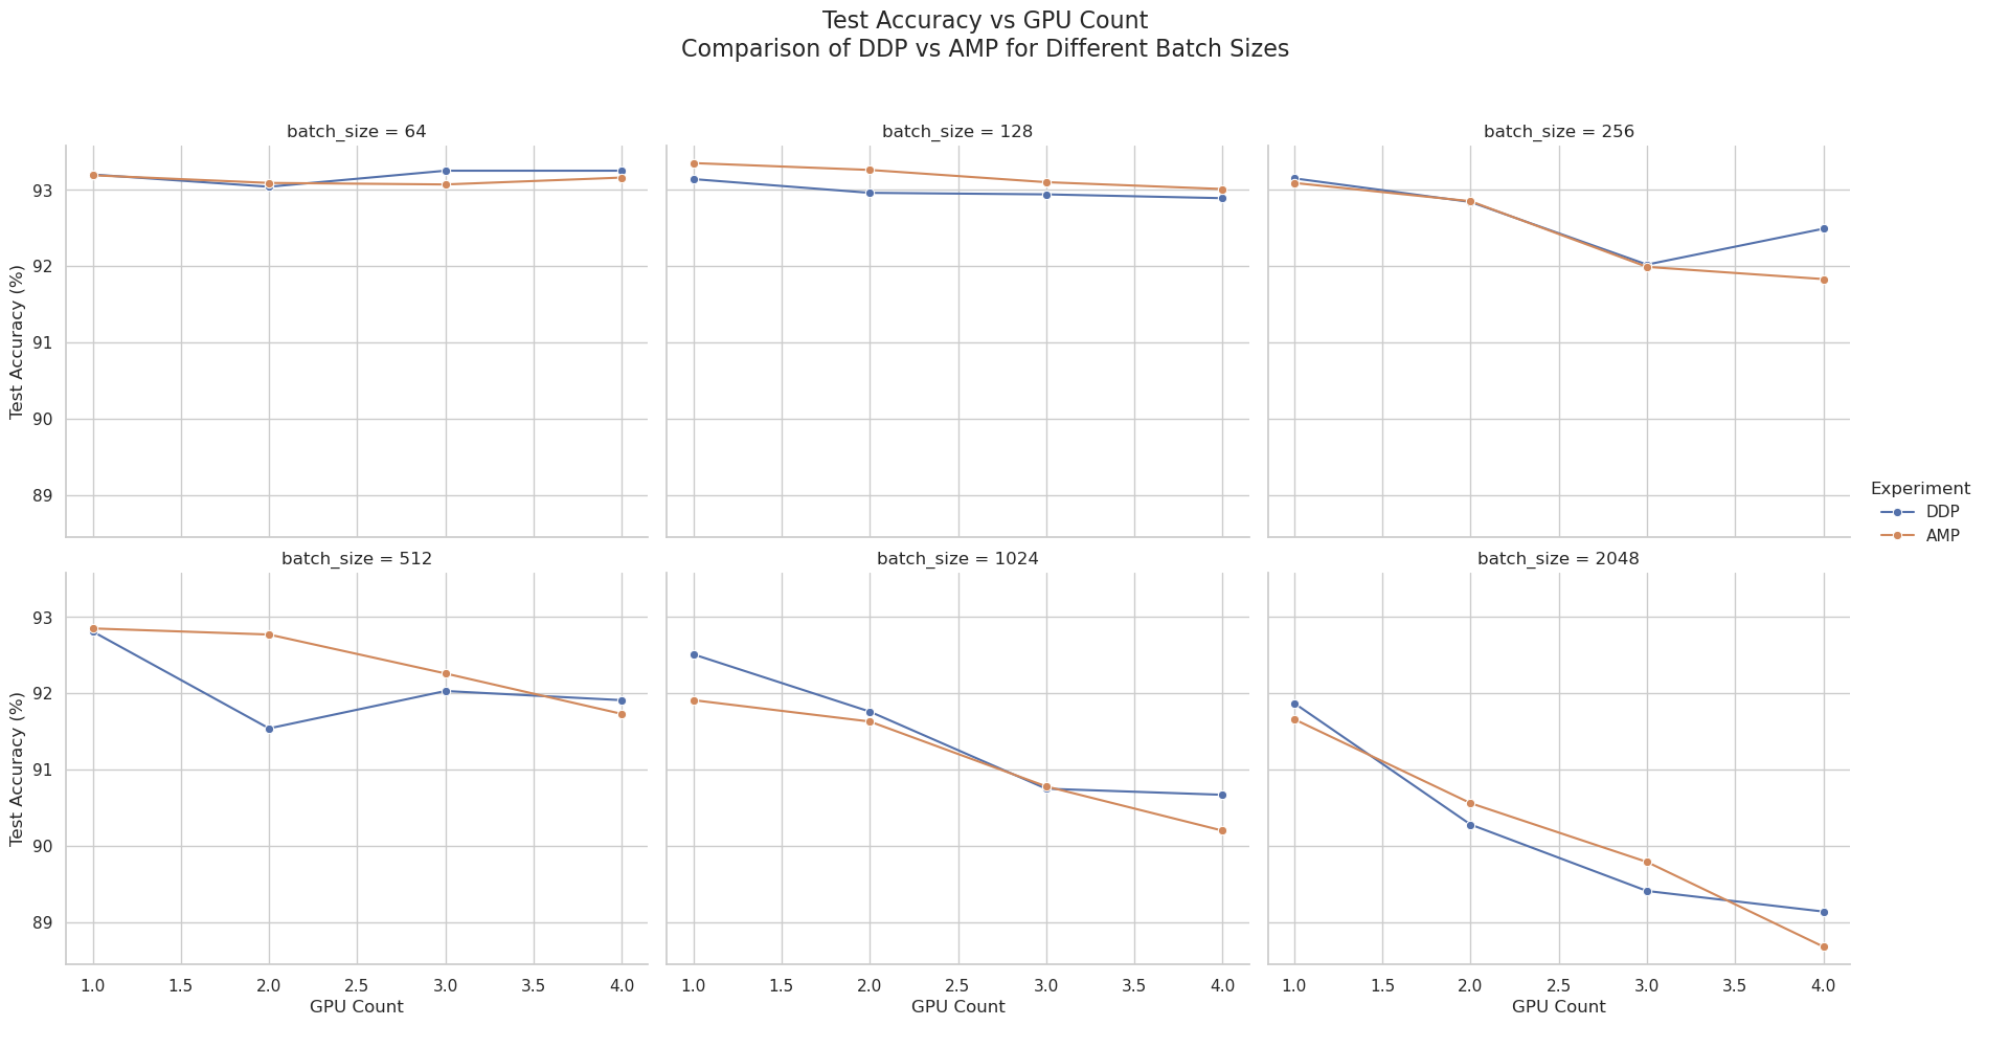 Test Accuracy vs GPU Count
Comparison of DDP vs AMP for Different Batch Sizes
batch_size = 64
batch_size = 128
batch_size = 256
Test Accuracy (%)
93
92
91
90
89
Experiment
DDP
AMP
batch_size = 512
batch_size = 1024
batch_size = 2048
Test Accuracy (%)
93
92
91
90
89
1.0 1.5 2.0 2.5 3.0 3.5 4.0
GPU Count
1.0 1.5 2.0 2.5 3.0 3.5 4.0
GPU Count
1.0 1.5 2.0 2.5 3.0 3.5 4.0
GPU Count